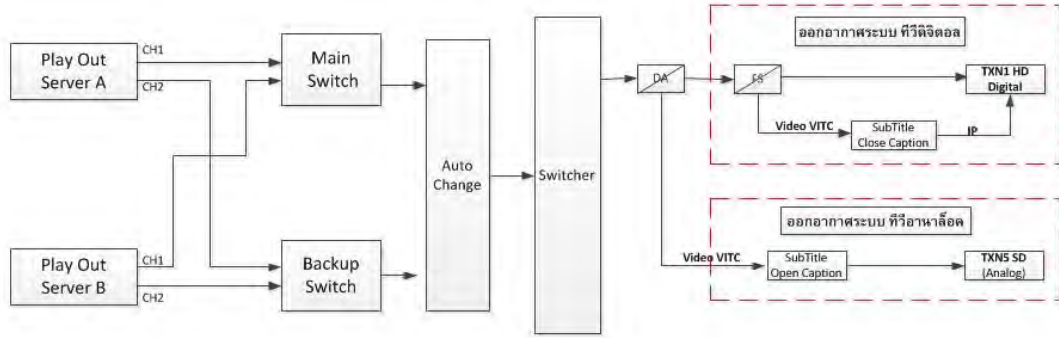 Play Out
Server A
CH1
CH2
Main
Switch
Play Out
Server B
CH1
CH2
Backup
Switch
Auto
Change
Switcher
DA
FS
ออกอากาศระบบ ทีวีดิจิตอล
TXN1 HD
Digital
Video VITC
SubTitle
Close Caption
IP
ออกอากาศระบบ ทีวีอานาล็อค
Video VITC
SubTitle
Open Caption
TXN5 SD
(Analog)